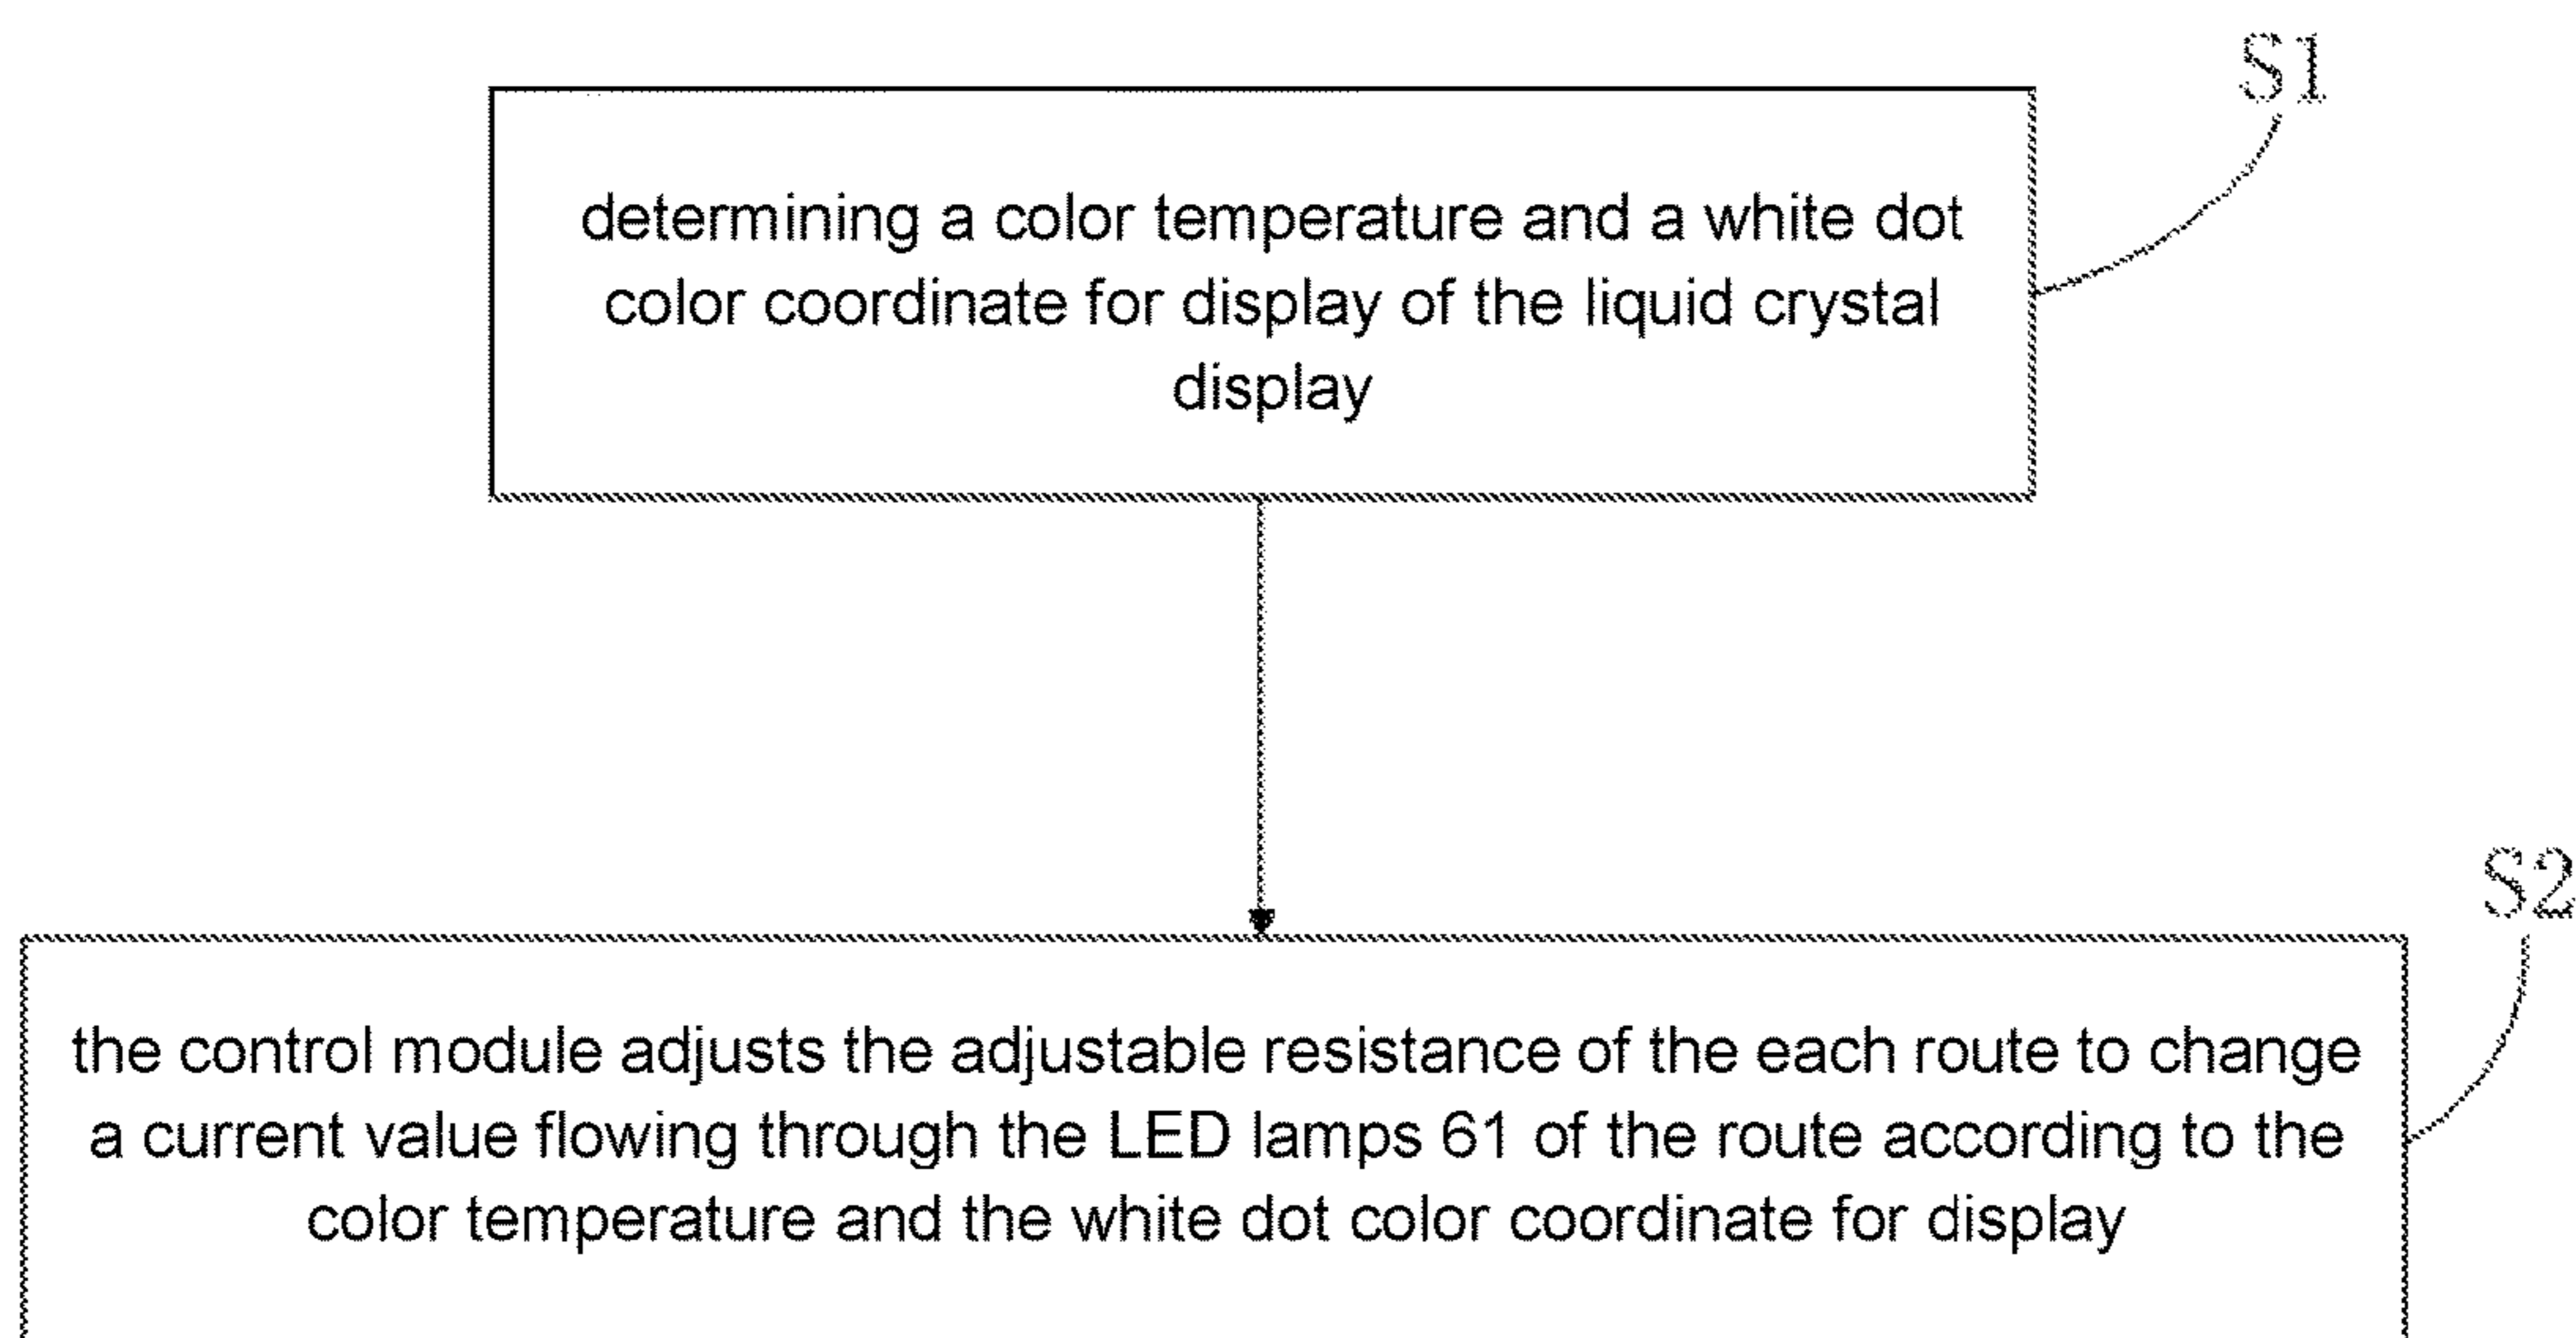 S1
determining a color temperature and a white dot
color coordinate for display of the liquid crystal
display
S2
the control module adjusts the adjustable resistance of the each route to change
a current value flowing through the LED lamps 61 of the route according to the
color temperature and the white dot color coordinate for display